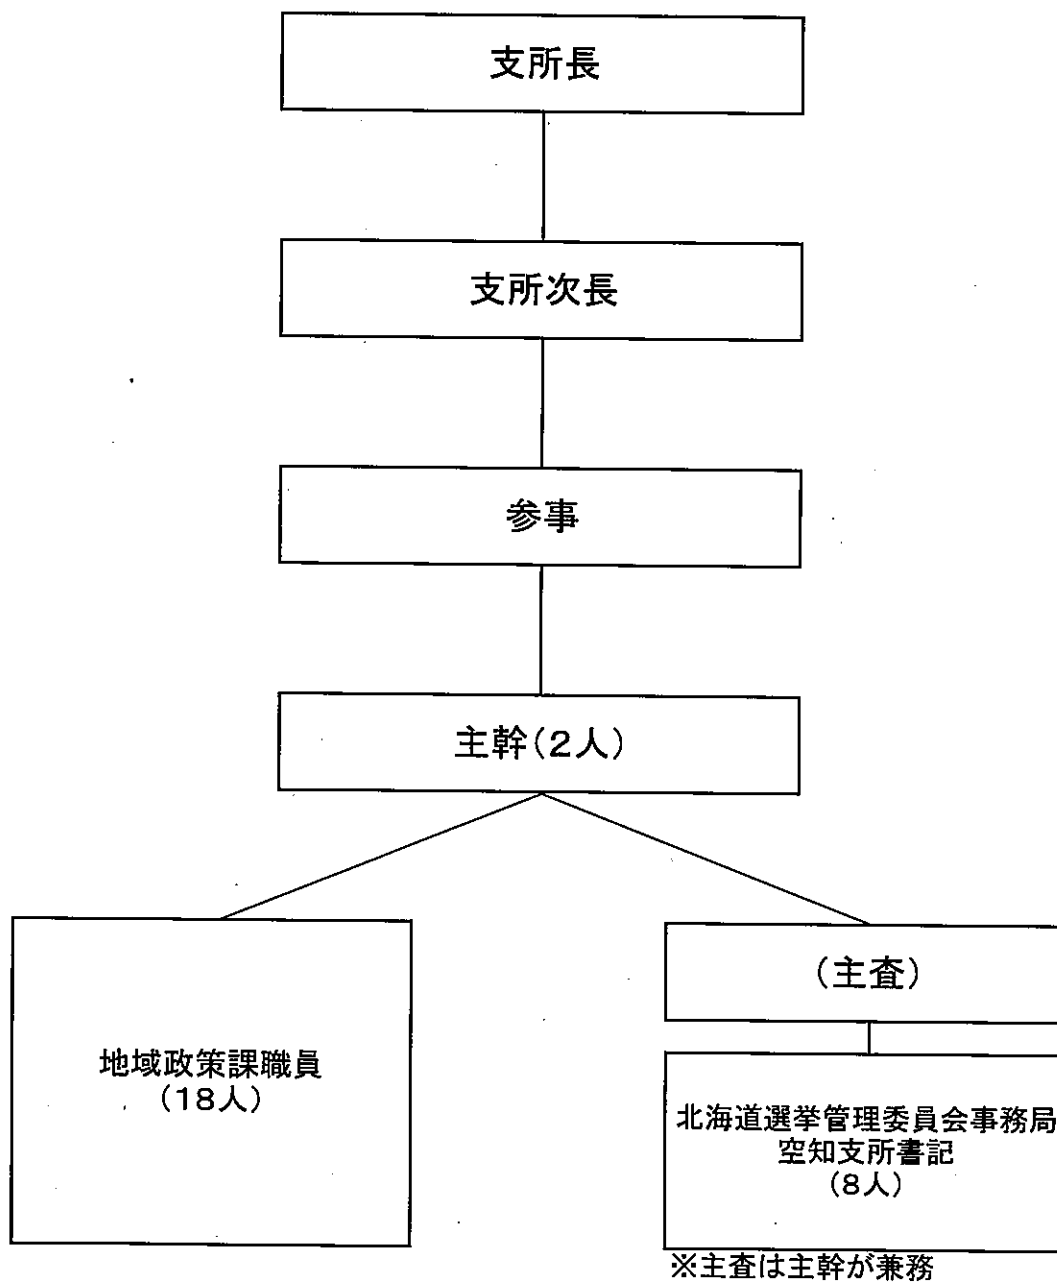 支所長
支所次長
参事
主幹（2人）
地域政策課職員
（18人）
（主査）
北海道選挙管理委員会事務局
空知支所書記
（8人）
※主査は主幹が兼務